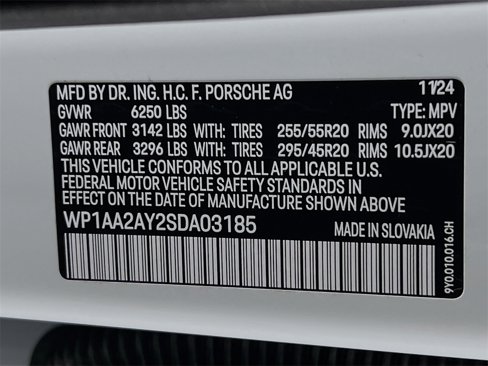 MFD BY DR. ING. H.C. F. PORSCHE AG 11/24
GVWR 6250 LBS TYPE: MPV
GAWR FRONT 3142 LBS WITH: TIRES 255/55R20 RIMS 9.0JX20
GAWR REAR 3296 LBS WITH: TIRES 295/45R20 RIMS 10.5JX20
THIS VEHICLE CONFORMS TO ALL APPLICABLE U.S.
FEDERAL MOTOR VEHICLE SAFETY STANDARDS IN
EFFECT ON THE DATE OF MANUFACTURE SHOWN ABOVE
WP1AA2AY2SDA03185 MADE IN SLOVAKIA
9Y0.010.016.CH